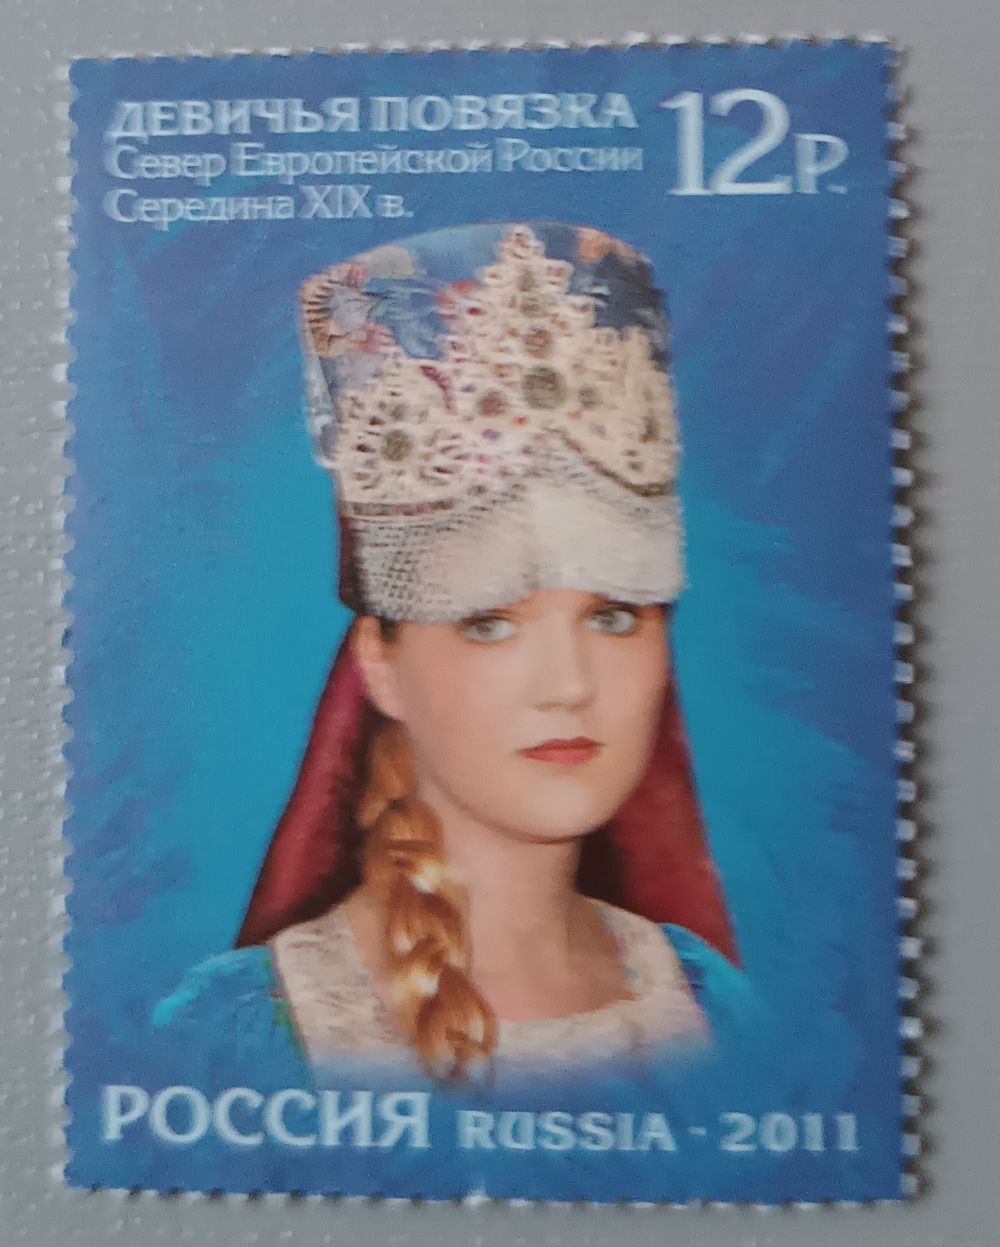 ДЕВИЧЬЯ ПОВЯЗКА
Север Европейской России
Середина XIX в.
12Р.
РОССИЯ RUSSIA - 2011